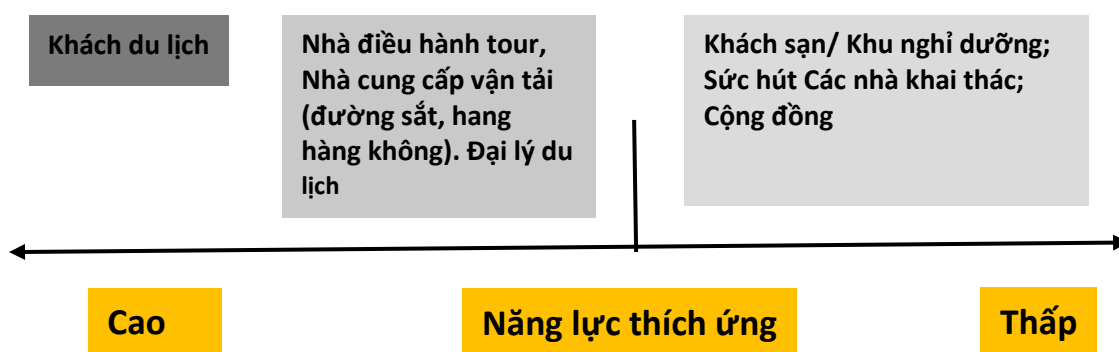 Khách du lịch
Nhà điều hành tour,
Nhà cung cấp vận tải
(đường sắt, hang
hàng không). Đại lý du
lịch
Khách sạn/ Khu nghỉ dưỡng;
Sức hút Các nhà khai thác;
Cộng đồng
Cao
Năng lực thích ứng
Thấp